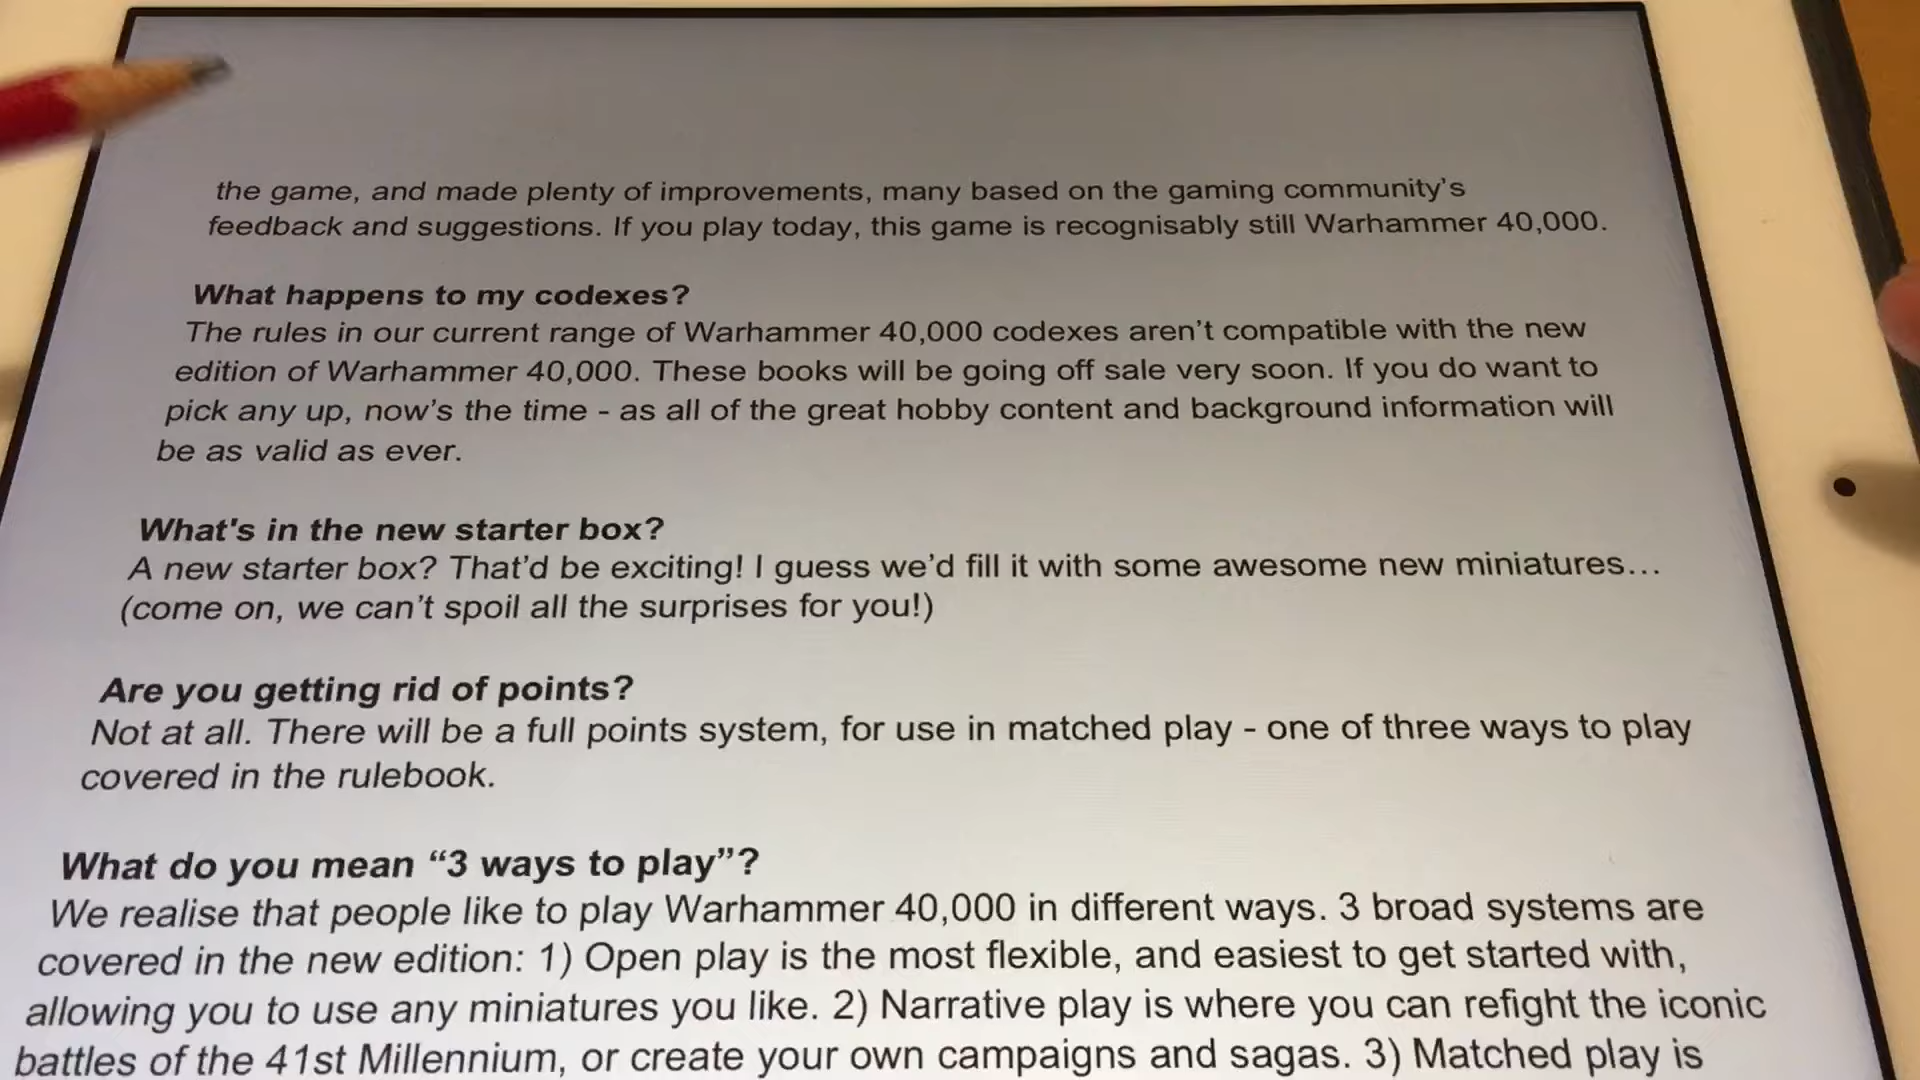 the game, and made plenty of improvements, many based on the gaming community's
feedback and suggestions. If you play today, this game is recognisably still Warhammer 40,000.
What happens to my codexes?
The rules in our current range of Warhammer 40,000 codexes aren't compatible with the new
edition of Warhammer 40,000. These books will be going off sale very soon. If you do want to
pick any up, now's the time - as all of the great hobby content and background information will
be as valid as ever.
What's in the new starter box?
A new starter box? That'd be exciting! I guess we'd fill it with some awesome new miniatures…
(come on, we can't spoil all the surprises for you!)
Are you getting rid of points?
Not at all. There will be a full points system, for use in matched play - one of three ways to play
covered in the rulebook.
What do you mean “3 ways to play”?
We realise that people like to play Warhammer 40,000 in different ways. 3 broad systems are
covered in the new edition: 1) Open play is the most flexible, and easiest to get started with,
allowing you to use any miniatures you like. 2) Narrative play is where you can refight the iconic
battles of the 41st Millennium, or create your own campaigns and sagas. 3) Matched play is